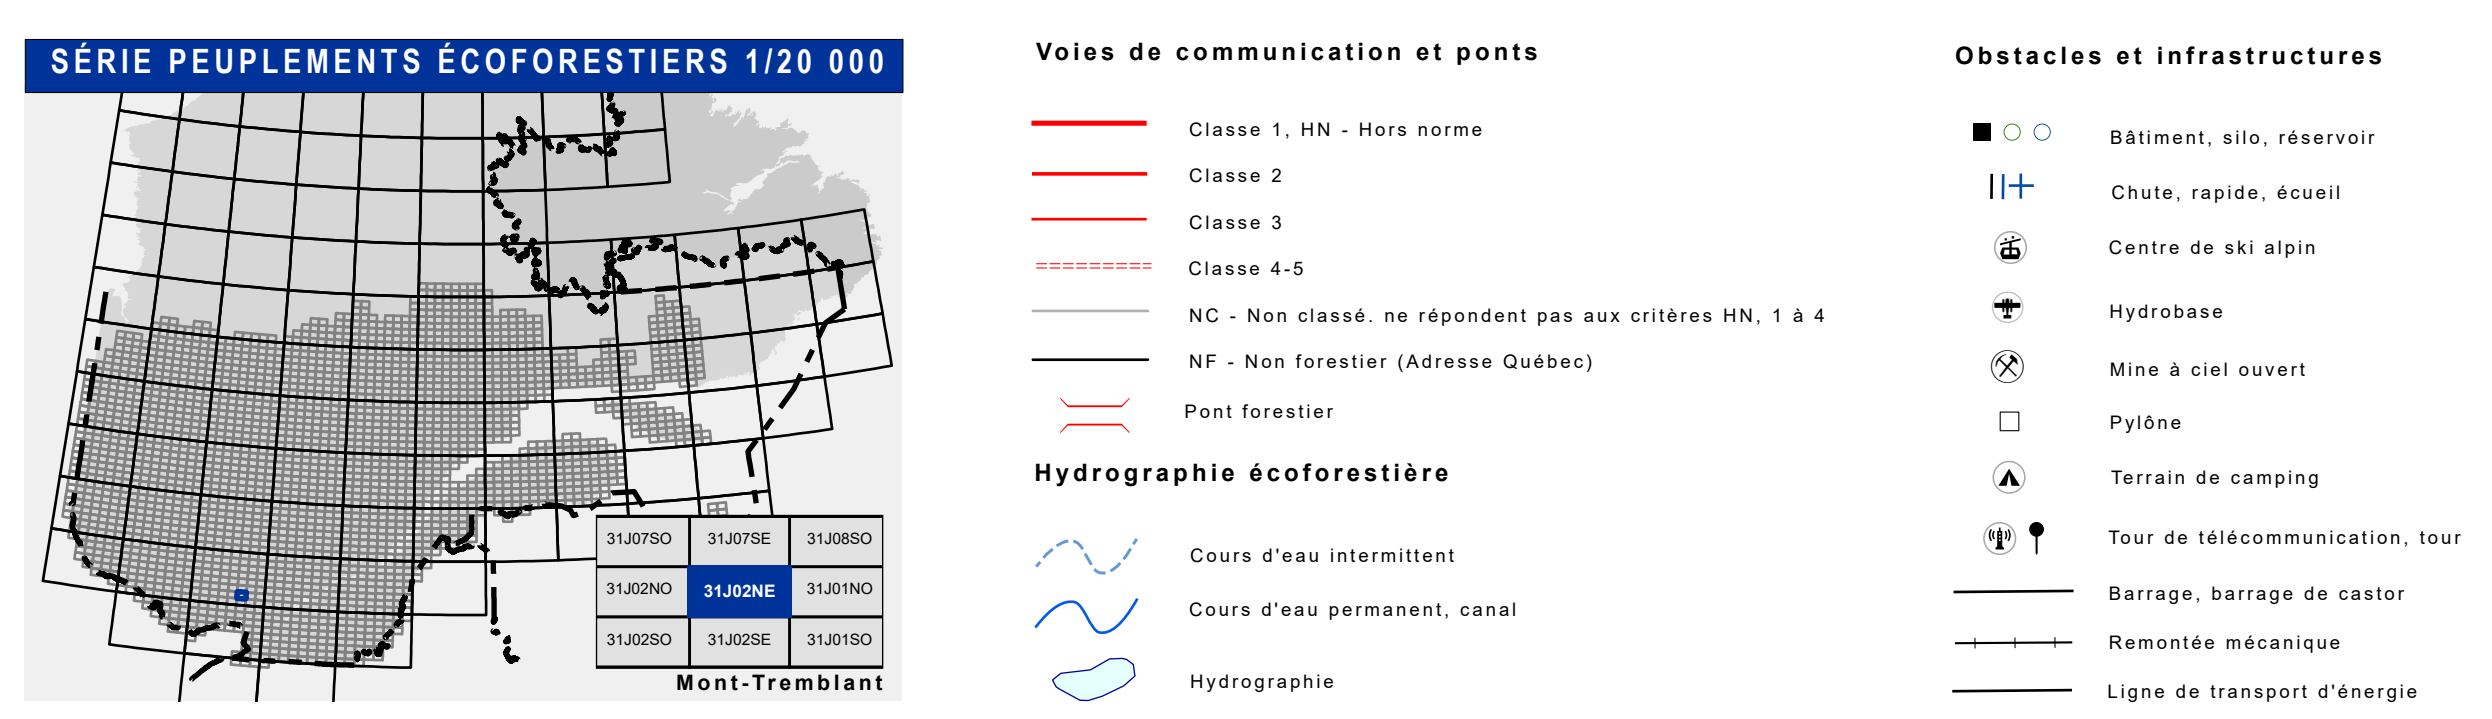 SÉRIE PEUPLEMENTS ÉCOFORESTIERS 1/20 000
31J07SO 31J07SE 31J08SO
31J02NO 31J02NE 31J01NO
31J02SO 31J02SE 31J01SO
Mont-Tremblant
Voies de communication et ponts
Classe 1, HN - Hors norme
Classe 2
Classe 3
Classe 4-5
NC - Non classé. ne répondent pas aux critères HN, 1 à 4
NF - Non forestier (Adresse Québec)
Pont forestier
Hydrographie écoforestière
Cours d'eau intermittent
Cours d'eau permanent, canal
Hydrographie
Obstacles et infrastructures
Bâtiment, silo, réservoir
Chute, rapide, écueil
Centre de ski alpin
Hydrobase
Mine à ciel ouvert
Pylône
Terrain de camping
Tour de télécommunication, tour
Barrage, barrage de castor
Remontée mécanique
Ligne de transport d'énergie